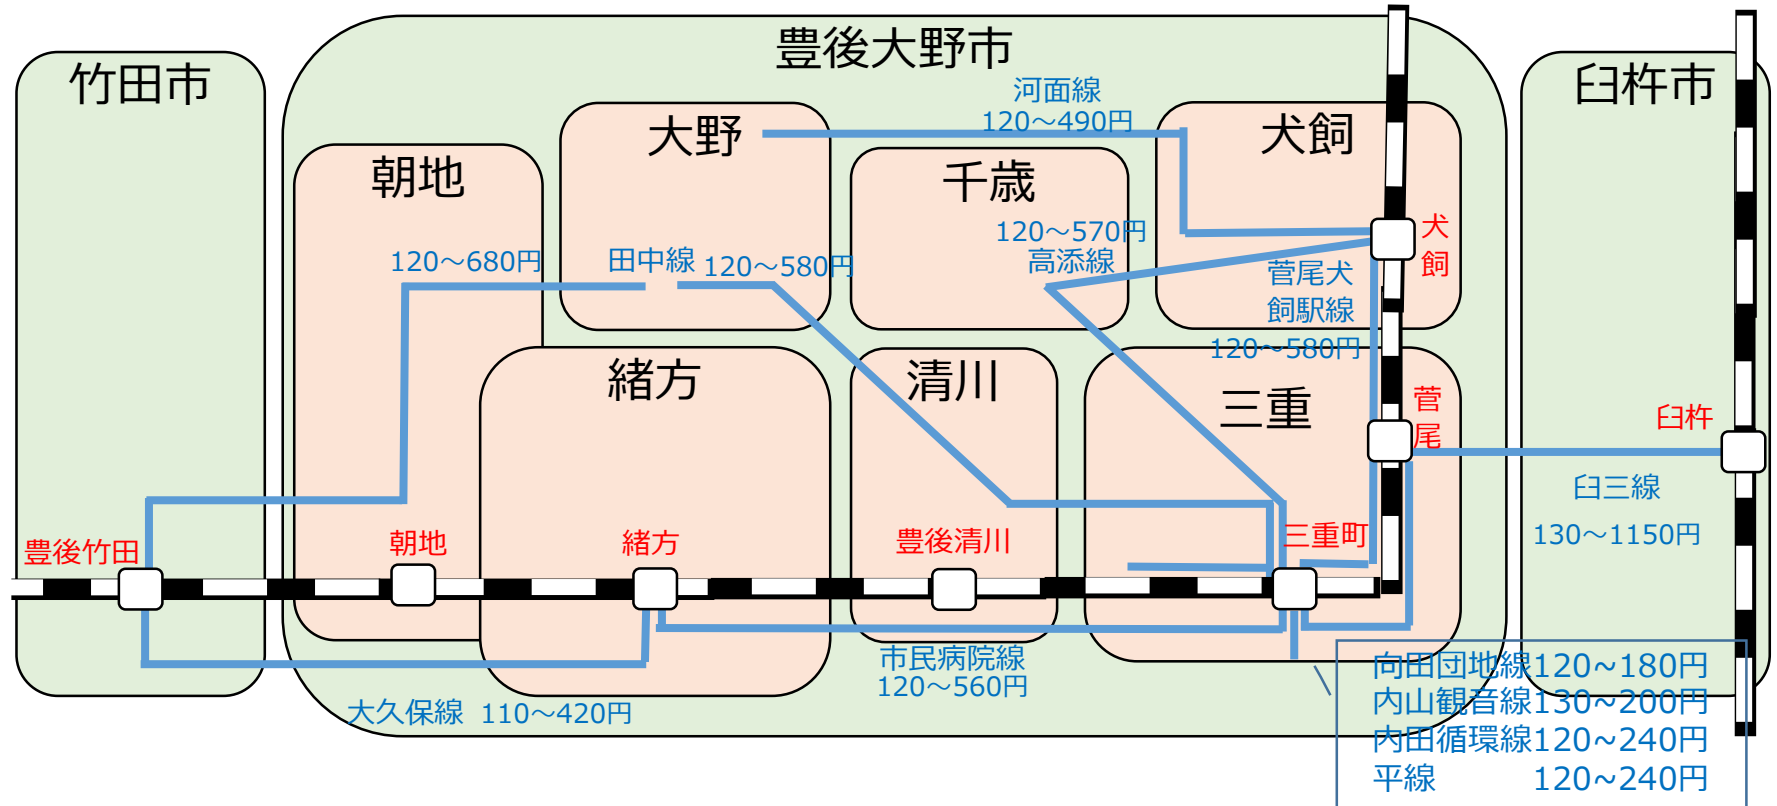 豊後大野市
竹田市
臼杵市
河面線
120～490円
大野
犬飼
朝地
千歳
120～570円
高添線
犬
飼
120～680円
田中線
120～580円
菅尾犬
飼駅線
120~580円
緒方
清川
三重
菅
尾
臼杵
臼三線
130～1150円
豊後竹田
朝地
緒方
豊後清川
三重町
市民病院線
120～560円
大久保線 110～420円
向田団地線120~180円
内山観音線130~200円
内田循環線120~240円
平線 120~240円